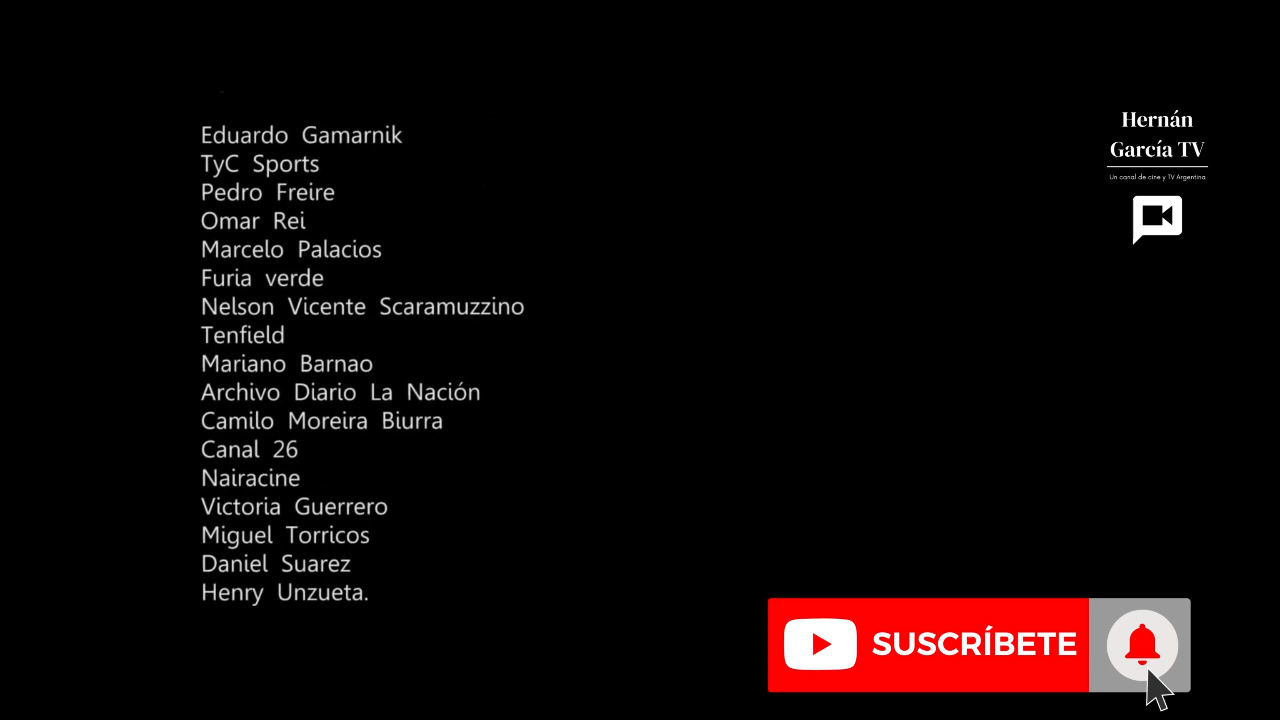 Eduardo Gamarnik
TyC Sports
Pedro Freire
Omar Rei
Marcelo Palacios
Furia verde
Nelson Vicente Scaramuzzino
Tenfield
Mariano Barnao
Archivo Diario La Nación
Camilo Moreira Biurra
Canal 26
Nairacine
Victoria Guerrero
Miguel Torricos
Daniel Suarez
Henry Unzueta.
Hernán
García TV
Un canal de cine y TV Argentina
SUSCRÍBETE